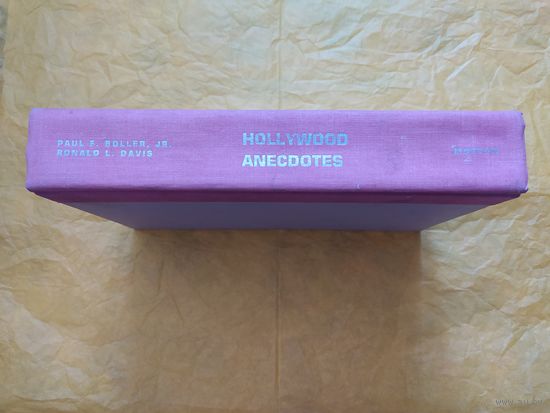 PAUL F. BOLLER, JR.
RONALD L. DAVIS
HOLLYWOOD
ANECDOTES